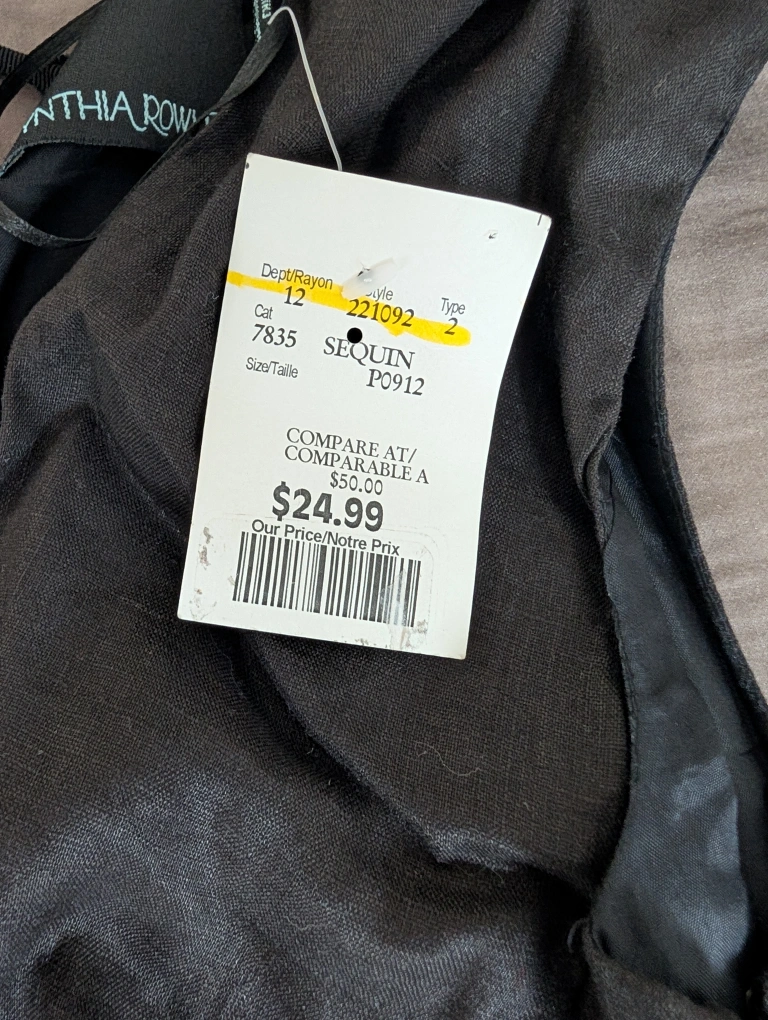 NTHIA ROW
Dept/Rayon Style Type
12 221092 2
Cat
7835 SEQUIN
Size/Taille P0912
COMPARE AT/
COMPARABLE A
$50.00
$24.99
Our Price/Notre Prix